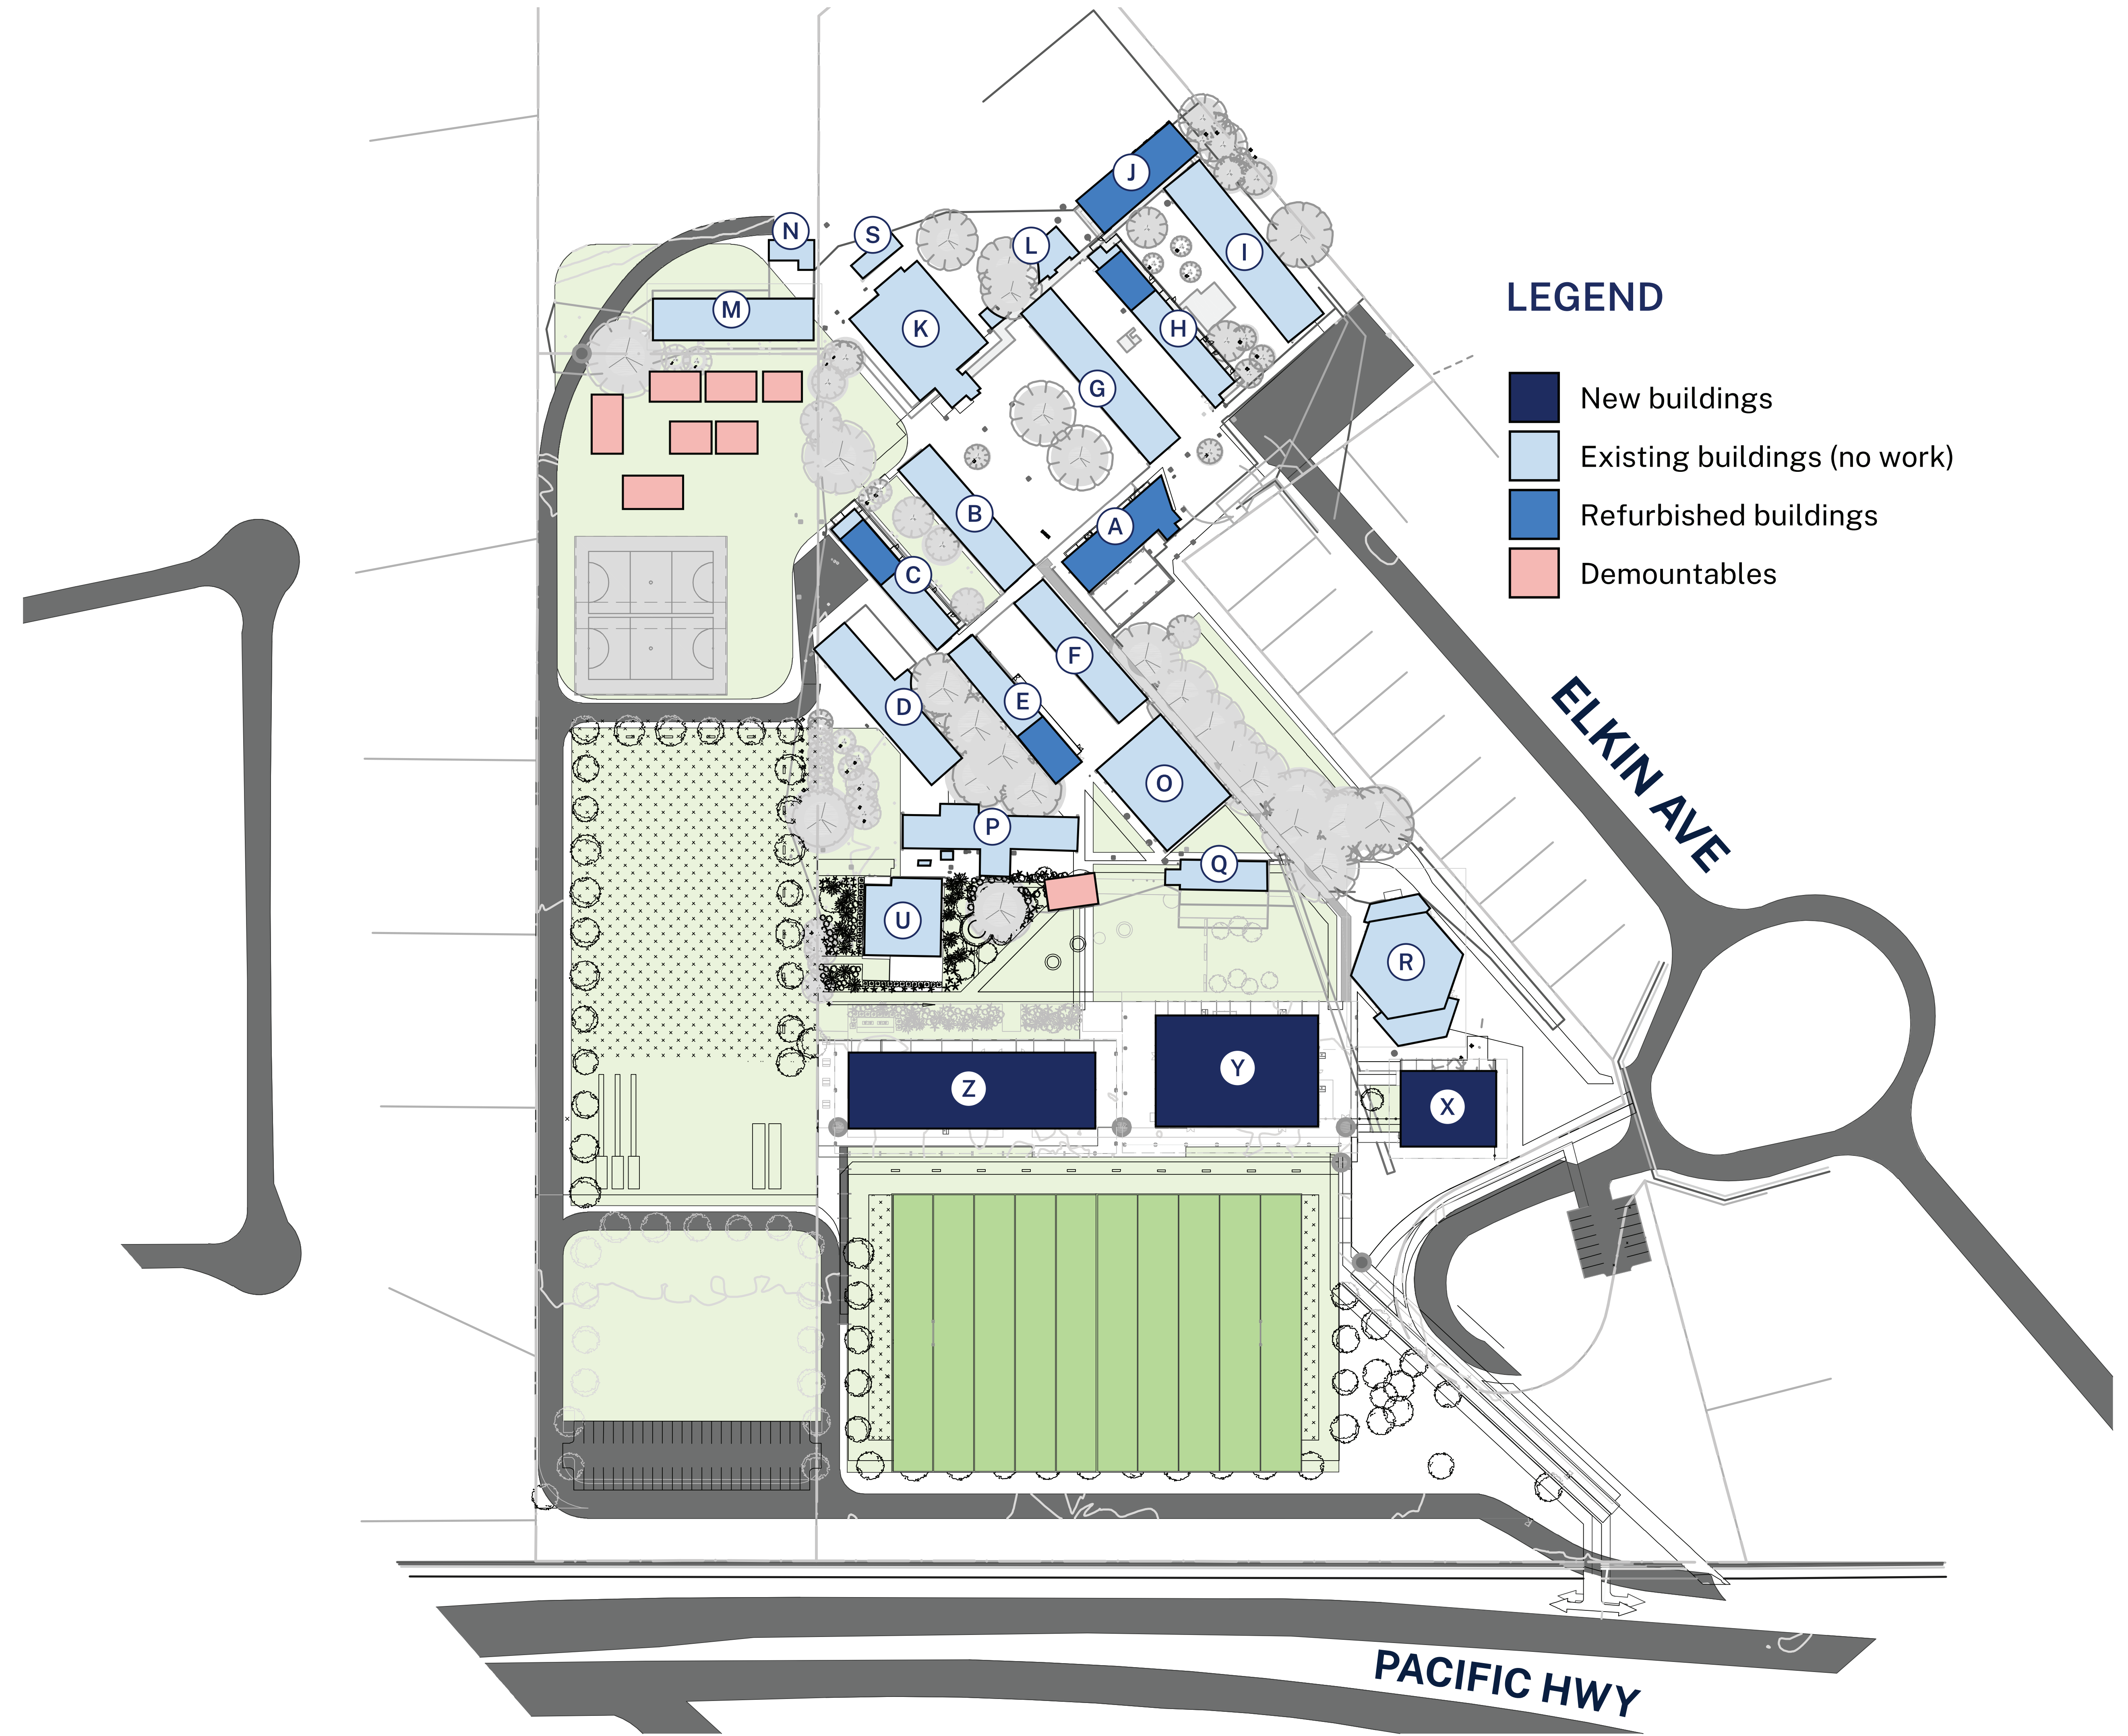 J
N
S
L
I
M
K
H
G
B
A
C
F
D
E
O
P
Q
U
R
Y
Z
X
LEGEND
New buildings
Existing buildings (no work)
Refurbished buildings
Demountables
ELKIN AVE
PACIFIC HWY